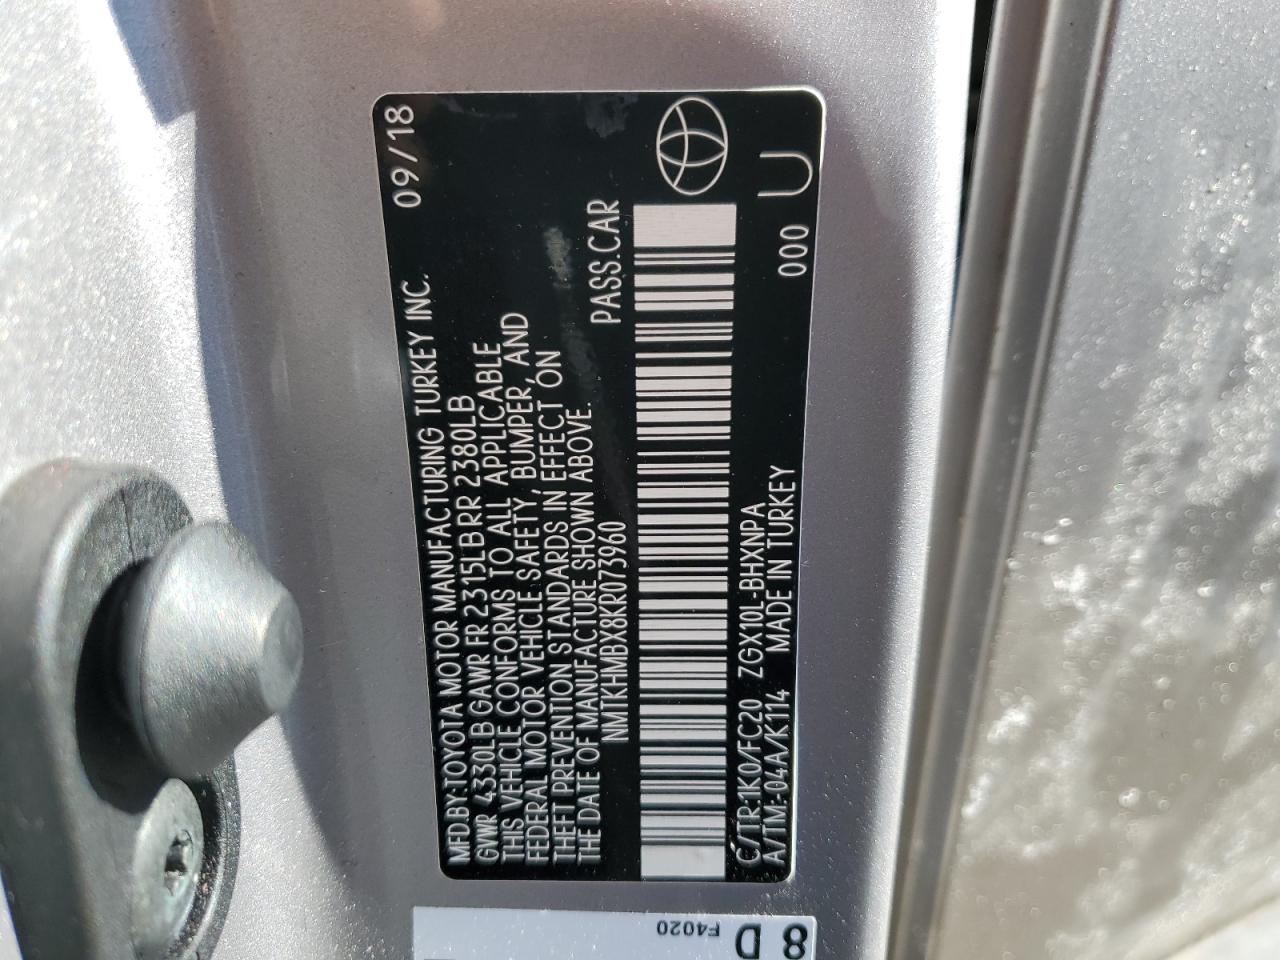 MFD.BY:TOYOTA MOTOR MANUFACTURING TURKEY INC. 09/18
GVWR 4330LB GAWR FR 2315LB RR 2380LB
THIS VEHICLE CONFORMS TO ALL APPLICABLE
FEDERAL MOTOR VEHICLE SAFETY, BUMPER, AND
THEFT PREVENTION STANDARDS IN EFFECT ON
THE DATE OF MANUFACTURE SHOWN ABOVE.
NMTKHMBX8KR073960 PASS.CAR
C/TR:1K0/FC20 ZGX10L-BHXNPA
A/TM:04A/K114 MADE IN TURKEY 000 U
F4020
8D